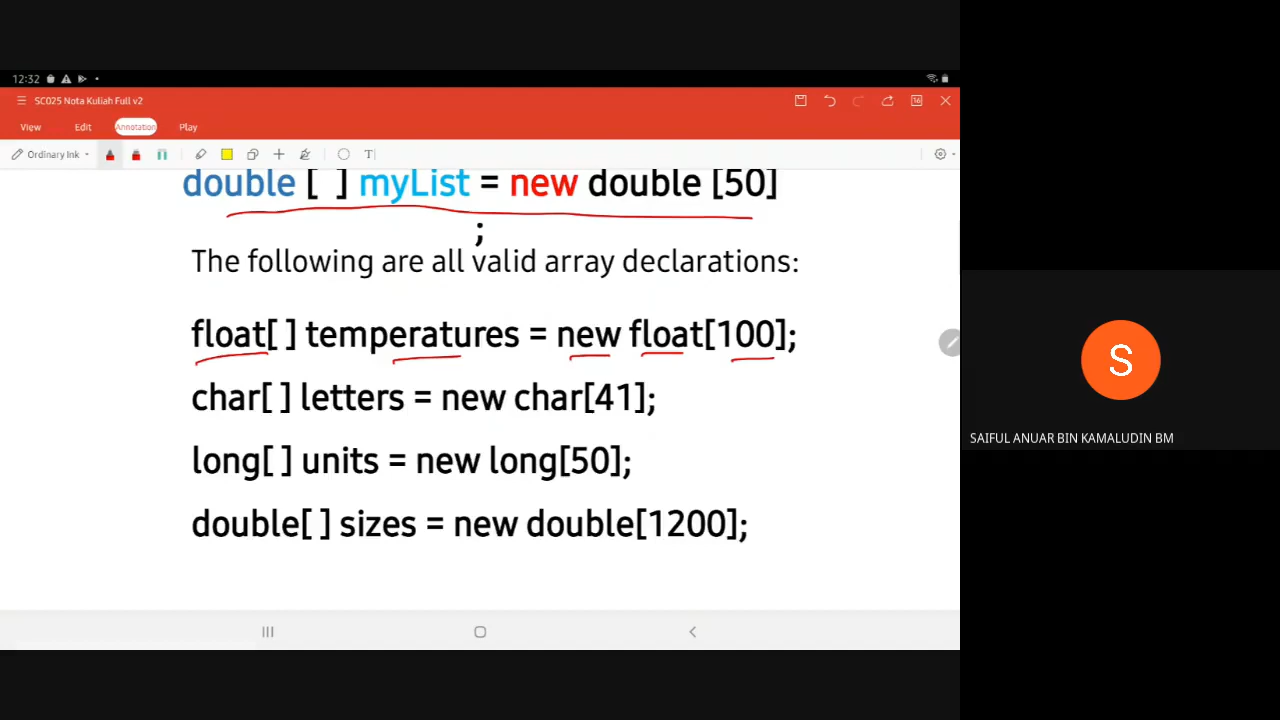 12:32
SC025 Nota Kuliah Full v2
16
View Edit Annotation Play
Ordinary Ink T
double [ ] myList = new double [50]
;
The following are all valid array declarations:
float[ ] temperatures = new float[100];
char[ ] letters = new char[41];
long[ ] units = new long[50];
double[ ] sizes = new double[1200];
S
SAIFUL ANUAR BIN KAMALUDIN BM